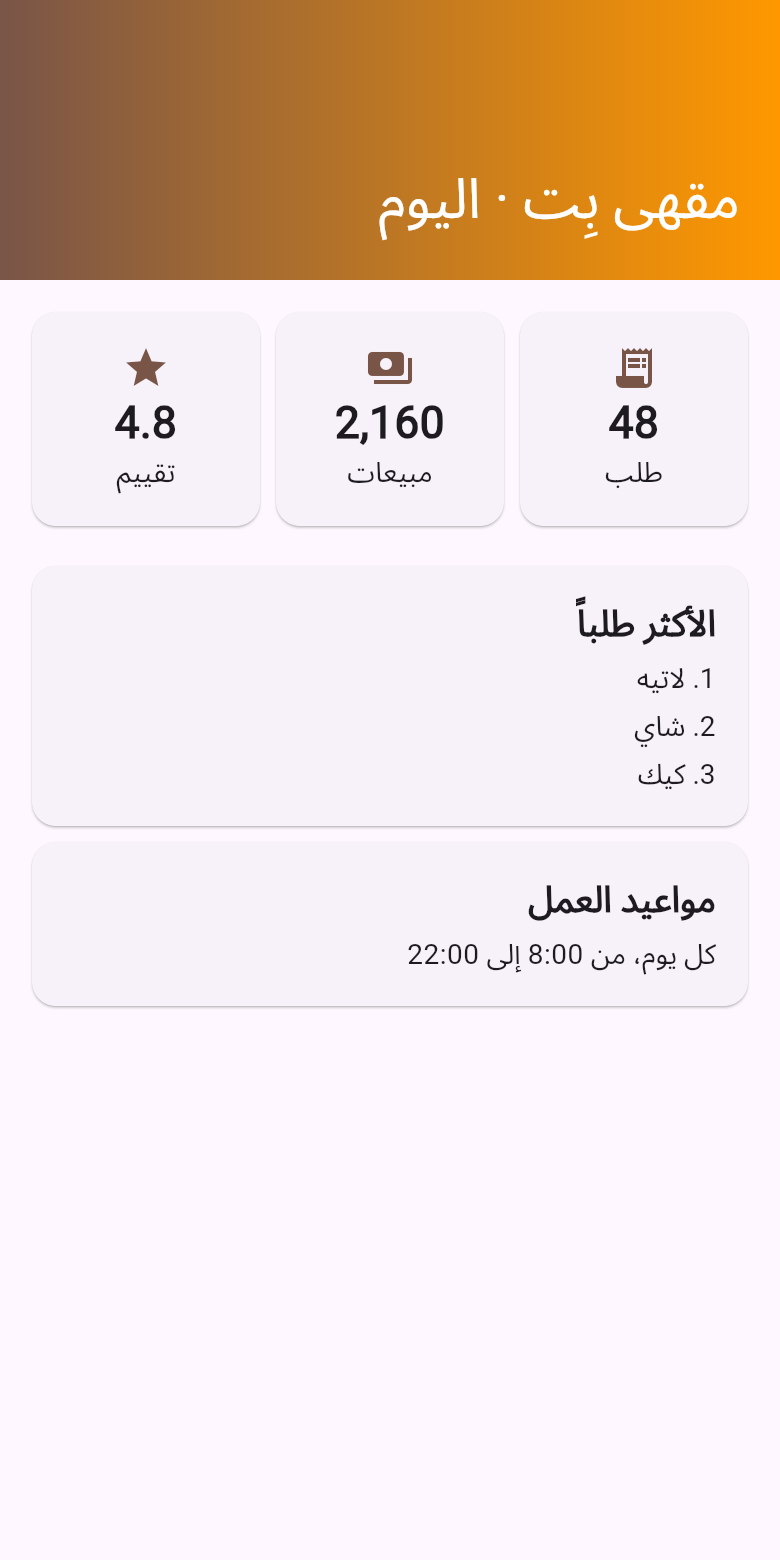 مقهى بِت · اليوم
48
طلب
2,160
مبيعات
4.8
تقييم
الأكثر طلباً
1. لاتيه
2. شاي
3. كيك
مواعيد العمل
كل يوم، من 8:00 إلى 22:00